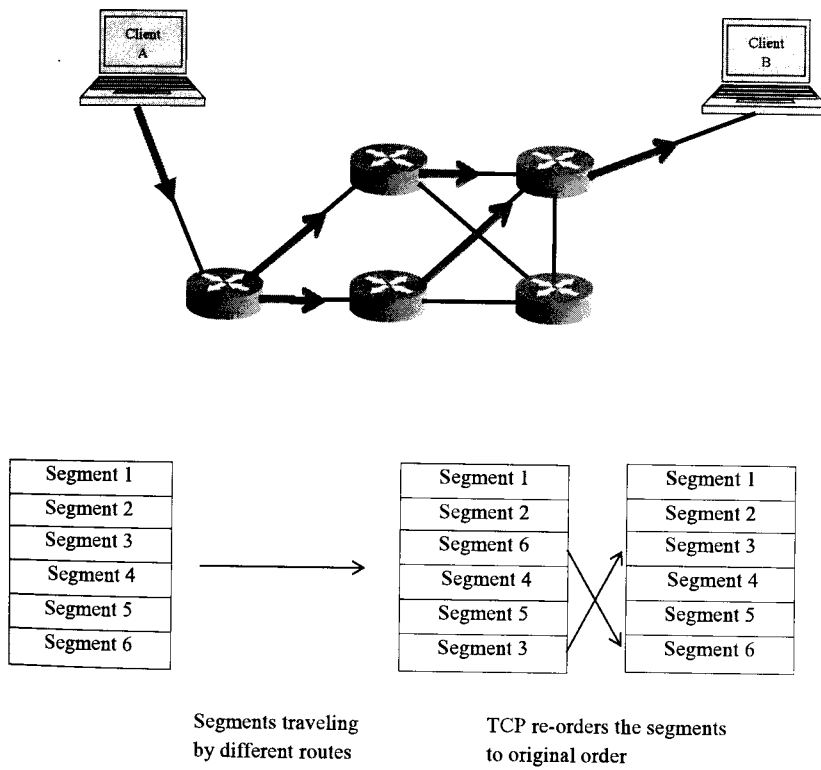 Client
A
Client
B
Segment 1
Segment 2
Segment 3
Segment 4
Segment 5
Segment 6
Segment 1
Segment 2
Segment 6
Segment 4
Segment 5
Segment 3
Segment 1
Segment 2
Segment 3
Segment 4
Segment 5
Segment 6
Segments traveling
by different routes
TCP re-orders the segments
to original order